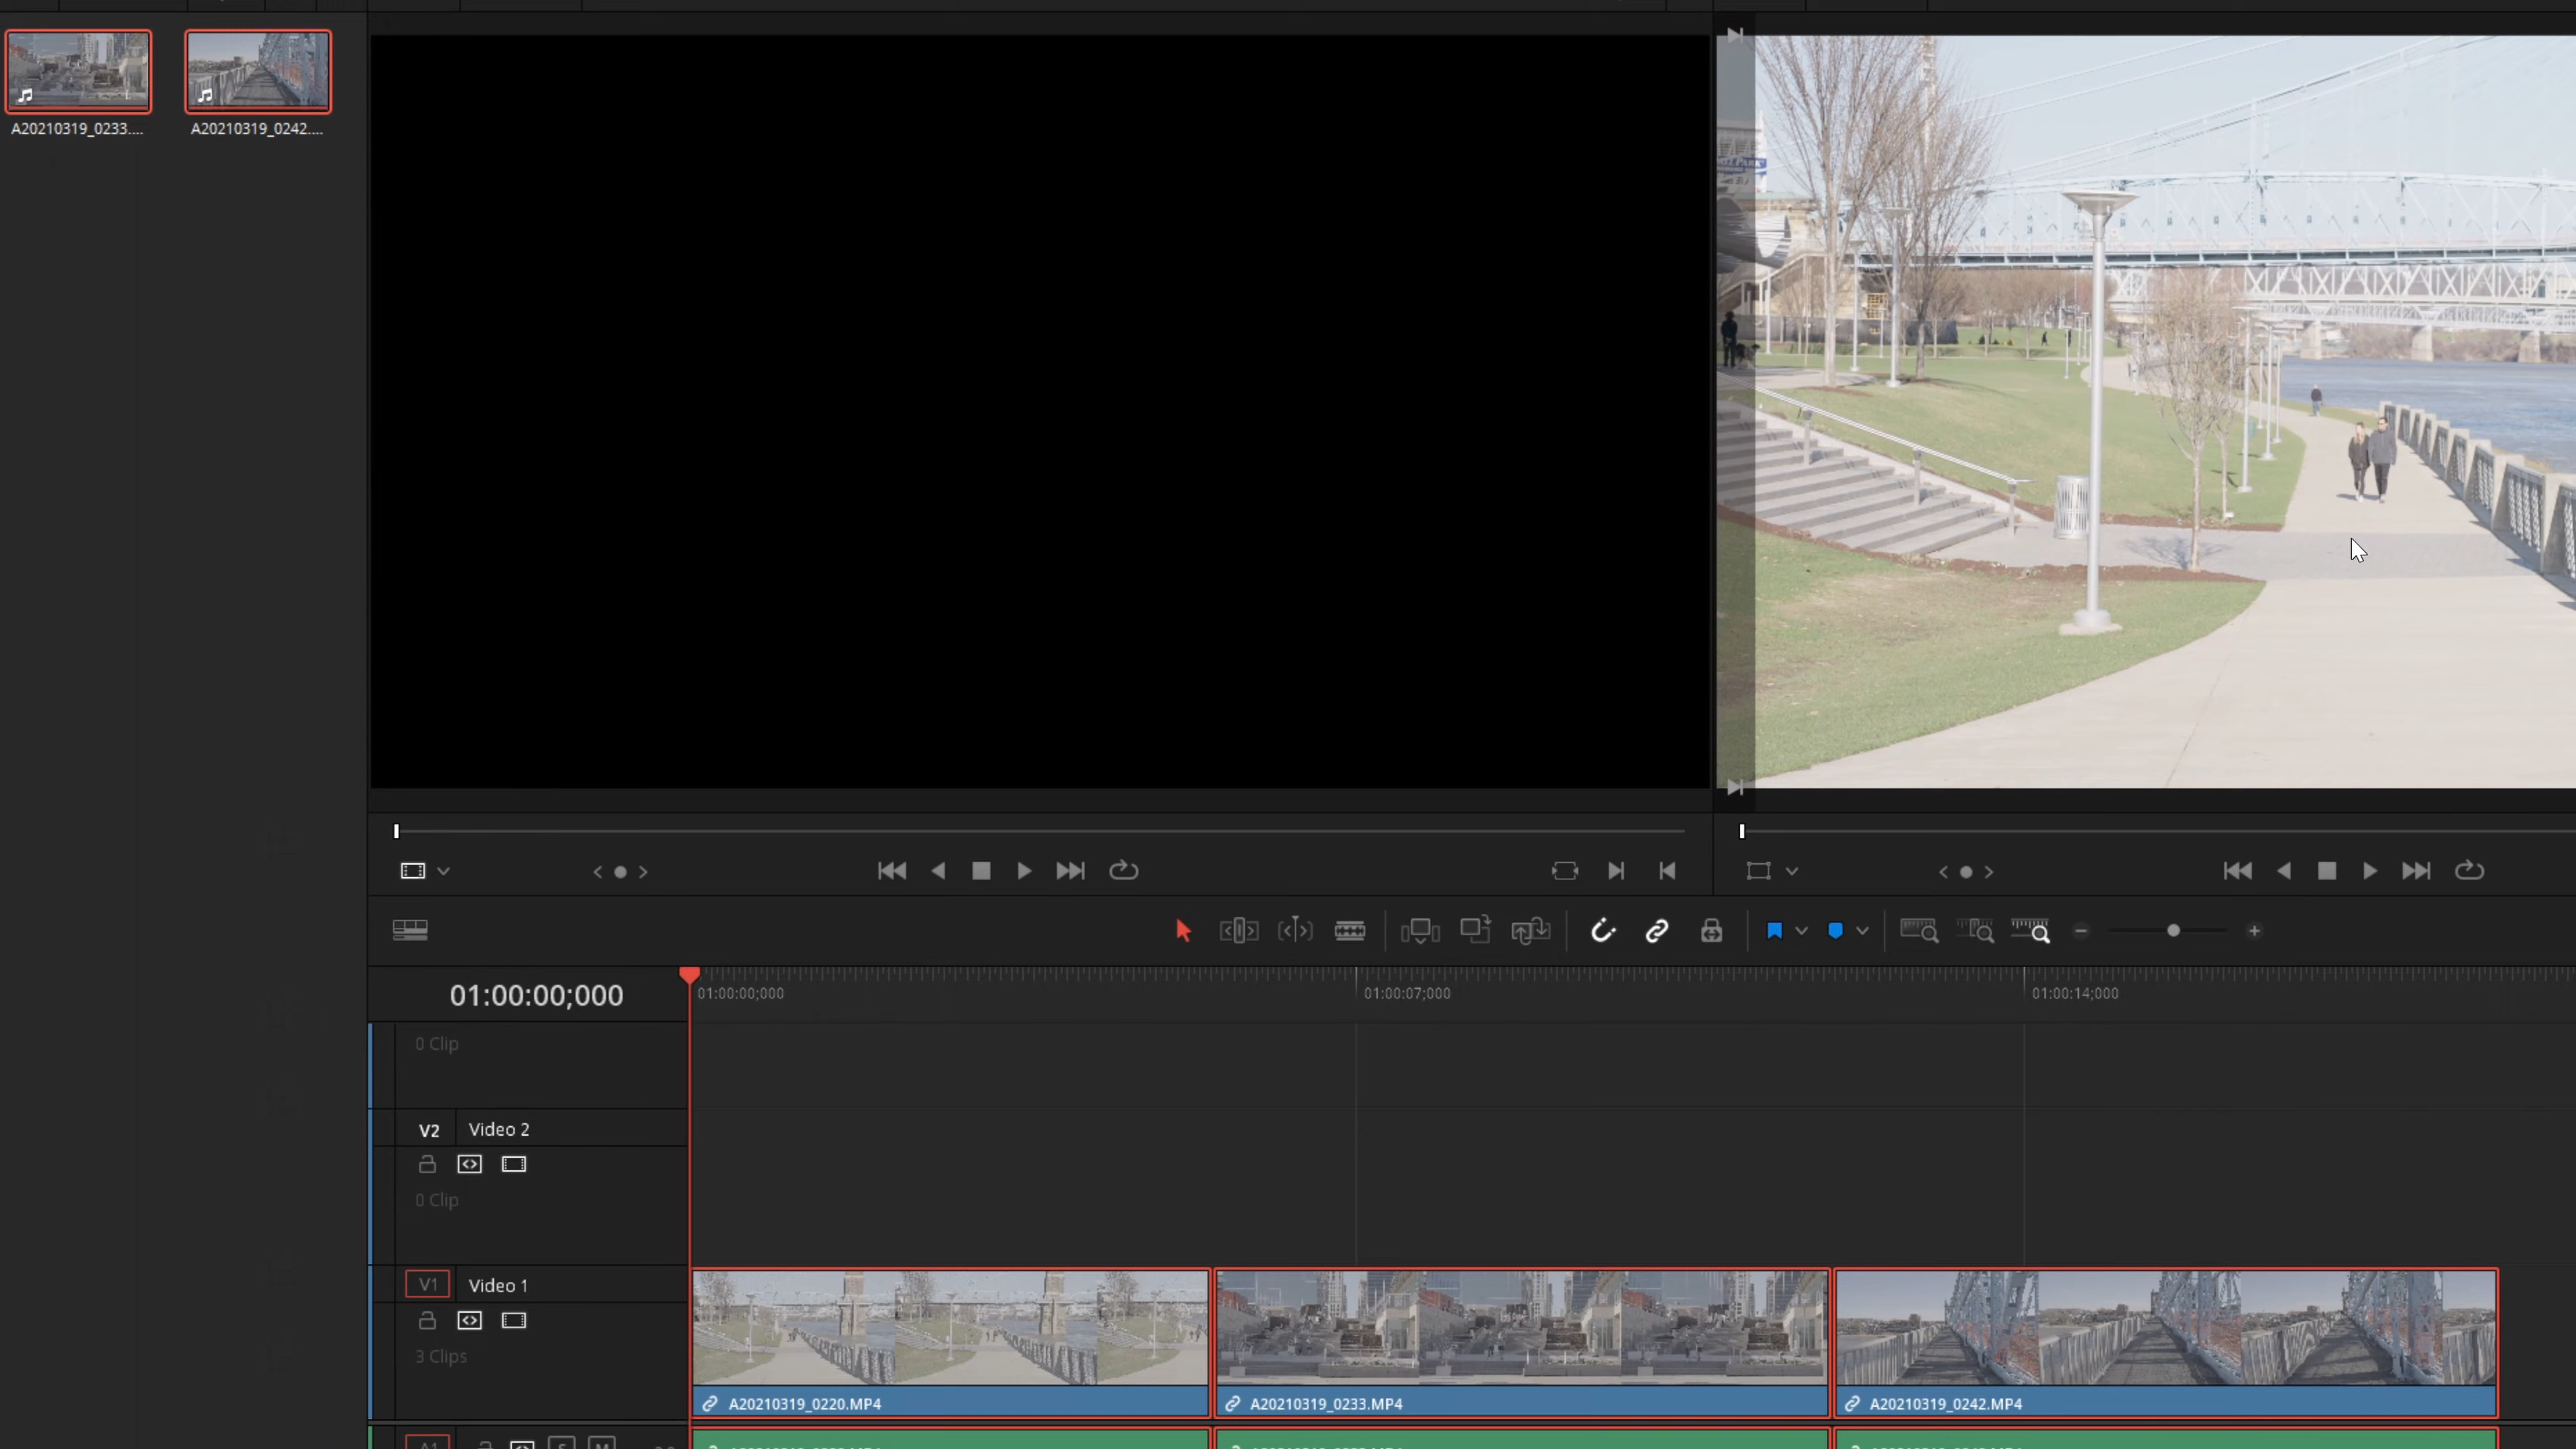 A20210319_0233....
A20210319_0242....
01:00:00;000
01:00:00;000
01:00:07;000
01:00:14;000
0 Clip
V2
Video 2
0 Clip
V1
Video 1
3 Clips
A20210319_0220.MP4
A20210319_0233.MP4
A20210319_0242.MP4